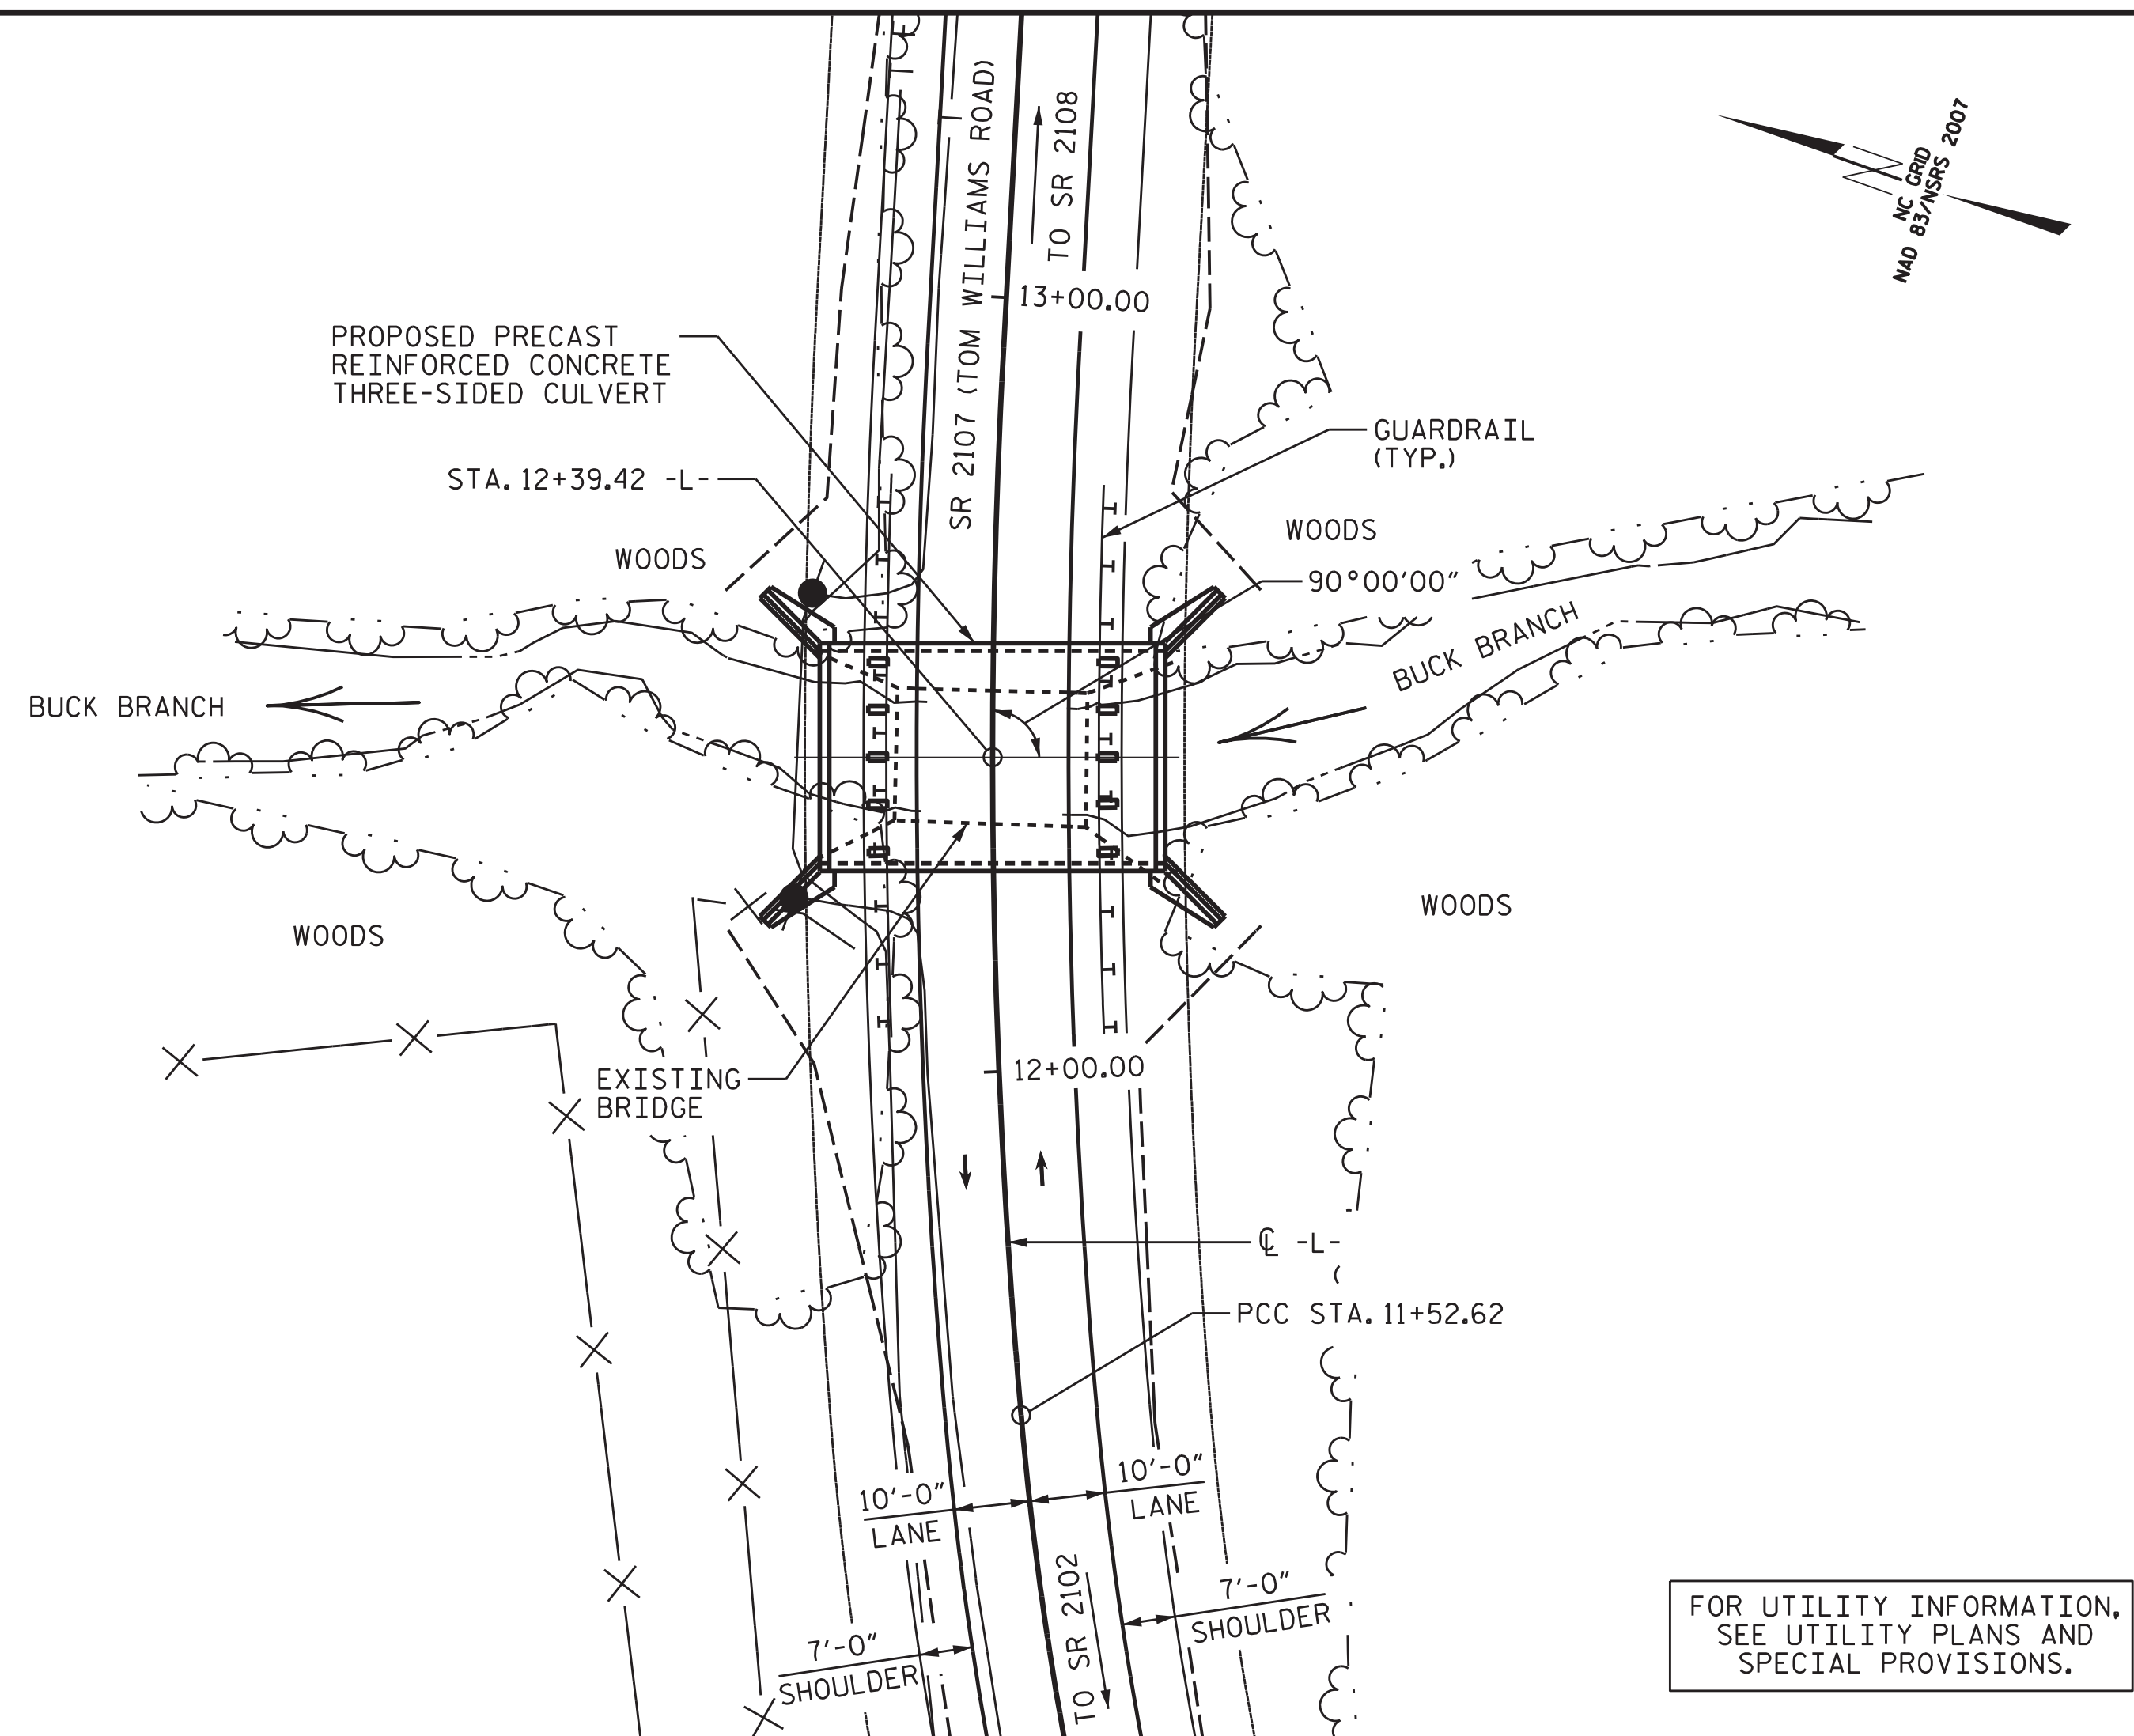 NC GRID
NAD 83/NSRS 2007
SR 2107 (TOM WILLIAMS ROAD)
TO SR 2108
13+00.00
PROPOSED PRECAST
REINFORCED CONCRETE
THREE-SIDED CULVERT
GUARDRAIL
(TYP.)
STA. 12+39.42 -L-
WOODS
WOODS
90°00'00"
BUCK BRANCH
BUCK BRANCH
WOODS
WOODS
12+00.00
EXISTING
BRIDGE
℄ -L-
PCC STA. 11+52.62
10'-0"
LANE
10'-0"
LANE
TO SR 2102
7'-0"
SHOULDER
7'-0"
SHOULDER
FOR UTILITY INFORMATION,
SEE UTILITY PLANS AND
SPECIAL PROVISIONS.